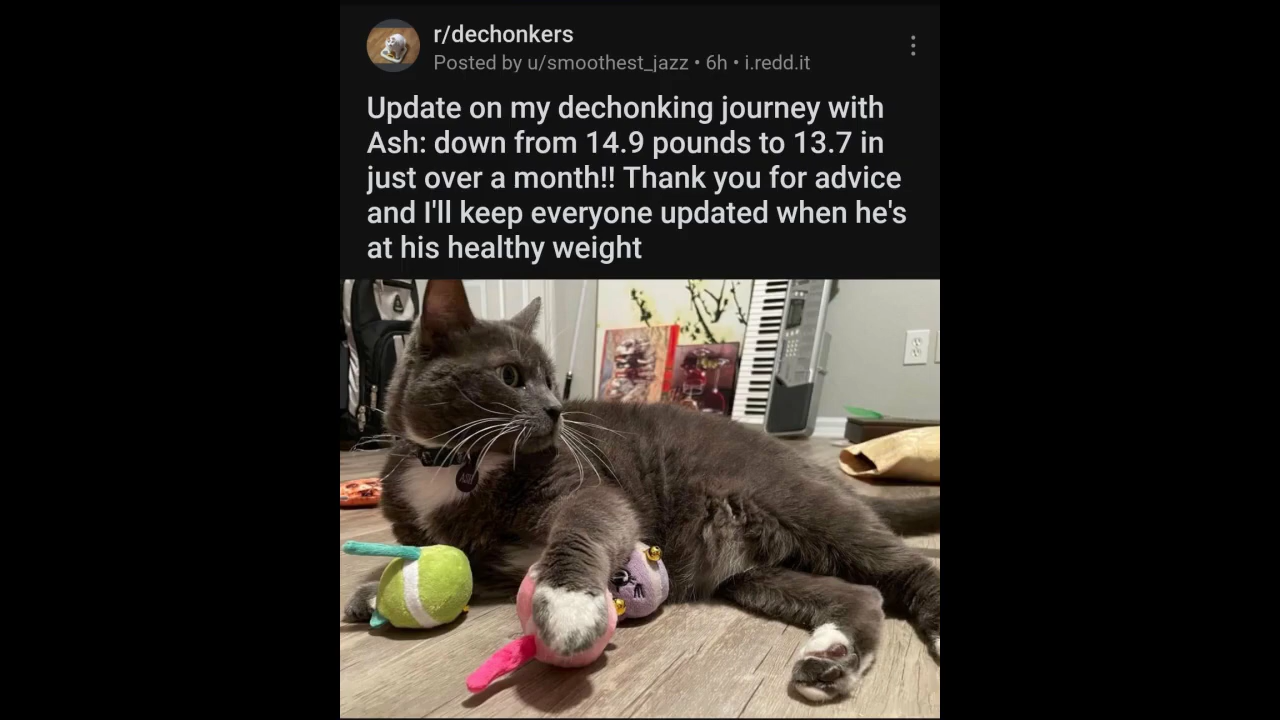 r/dechonkers
Posted by u/smoothest_jazz • 6h • i.redd.it
Update on my dechonking journey with
Ash: down from 14.9 pounds to 13.7 in
just over a month!! Thank you for advice
and I'll keep everyone updated when he's
at his healthy weight